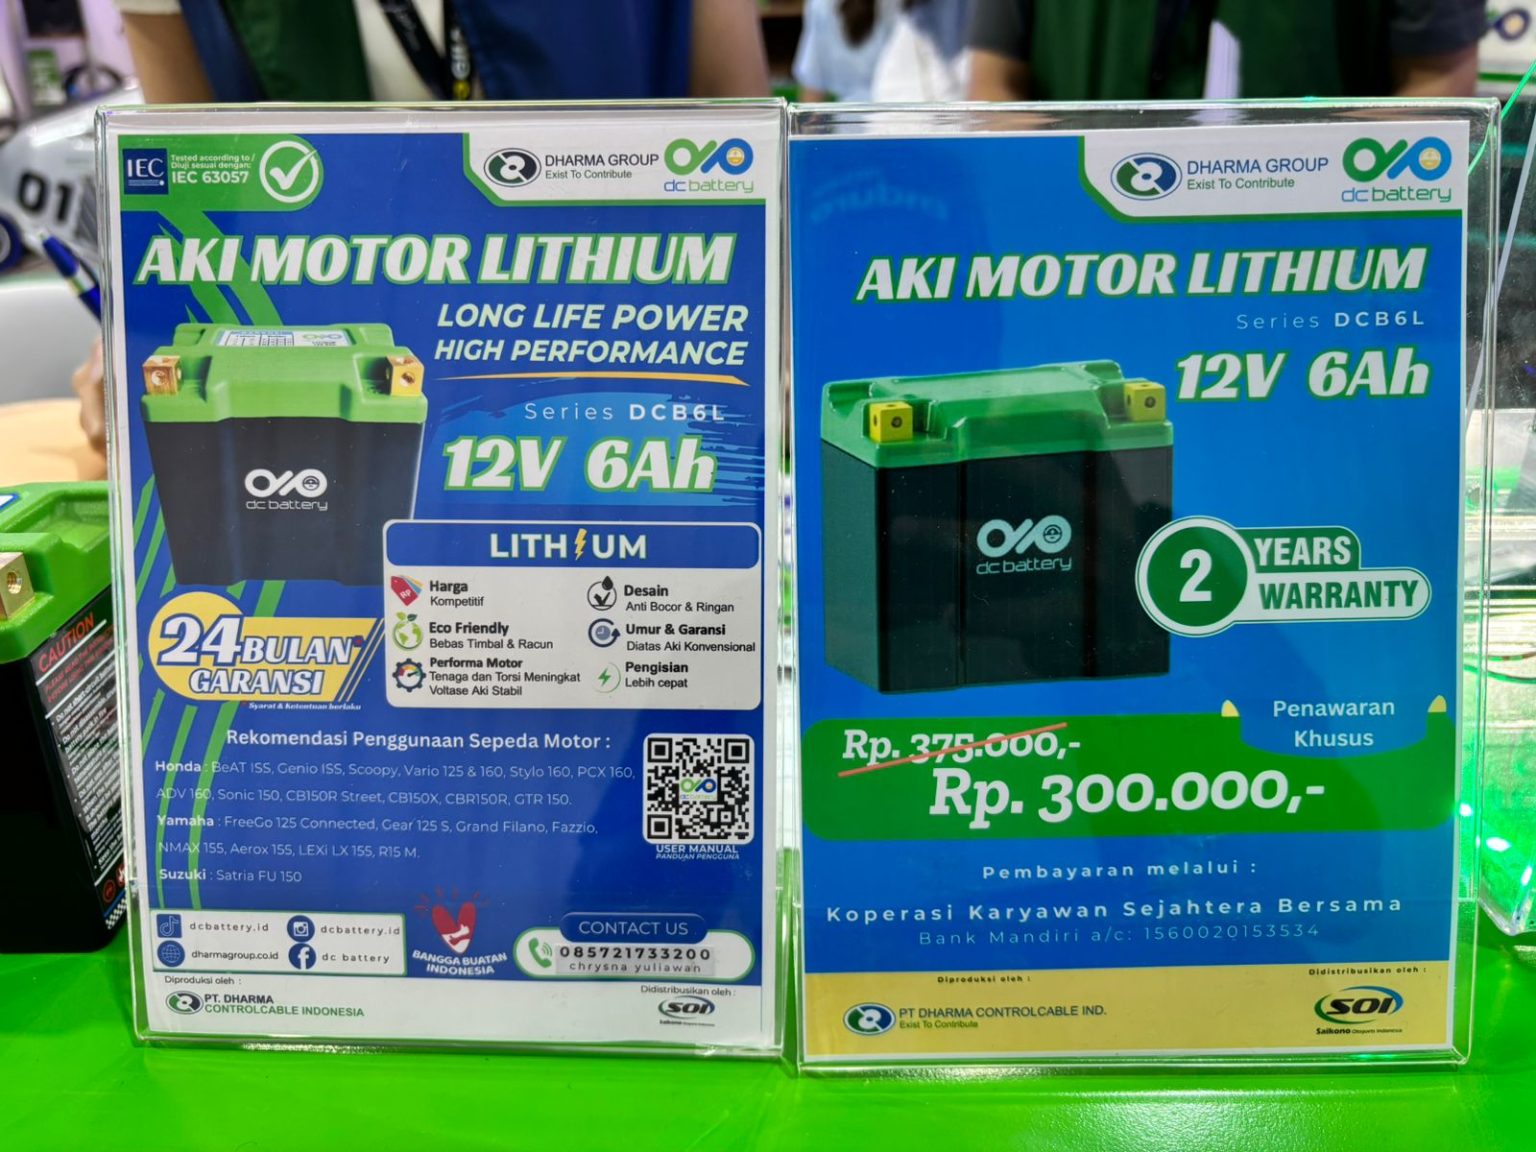 01
IEC
Tested according to /
Diuji sesuai dengan:
IEC 63057
DHARMA GROUP
Exist To Contribute
dc battery
AKI MOTOR LITHIUM
LONG LIFE POWER
HIGH PERFORMANCE
Series DCB6L
12V 6Ah
dc battery
LITHIUM
Harga
Kompetitif
Eco Friendly
Bebas Timbal & Racun
Performa Motor
Tenaga dan Torsi Meningkat
Voltase Aki Stabil
Desain
Anti Bocor & Ringan
Umur & Garansi
Diatas Aki Konvensional
Pengisian
Lebih cepat
24 BULAN
GARANSI
Syarat & Ketentuan berlaku
Rekomendasi Penggunaan Sepeda Motor :
Honda : BeAT ISS, Genio ISS, Scoopy, Vario 125 & 160, Stylo 160, PCX 160,
ADV 160, Sonic 150, CB150R Street, CB150X, CBR150R, GTR 150.
Yamaha : FreeGo 125 Connected, Gear 125 S, Grand Filano, Fazzio,
NMAX 155, Aerox 155, LEXi LX 155, R15 M.
Suzuki : Satria FU 150
USER MANUAL
PANDUAN PENGGUNA
dcbattery.id
dcbattery.id
dharmagroup.co.id
dc battery
BANGGA BUATAN
INDONESIA
CONTACT US
085721733200
chrysna yuliawan
Diproduksi oleh :
PT. DHARMA
CONTROLCABLE INDONESIA
Didistribusikan oleh :
SOI
CAUTION
DHARMA GROUP
Exist To Contribute
dc battery
AKI MOTOR LITHIUM
Series DCB6L
12V 6Ah
dc battery
2 YEARS
WARRANTY
Penawaran
Khusus
Rp. 375.000,-
Rp. 300.000,-
Pembayaran melalui :
Koperasi Karyawan Sejahtera Bersama
Bank Mandiri a/c: 1560020153534
Diproduksi oleh :
PT DHARMA CONTROLCABLE IND.
Exist To Contribute
Didistribusikan oleh :
SOI
Saikono Otoparts Indonesia